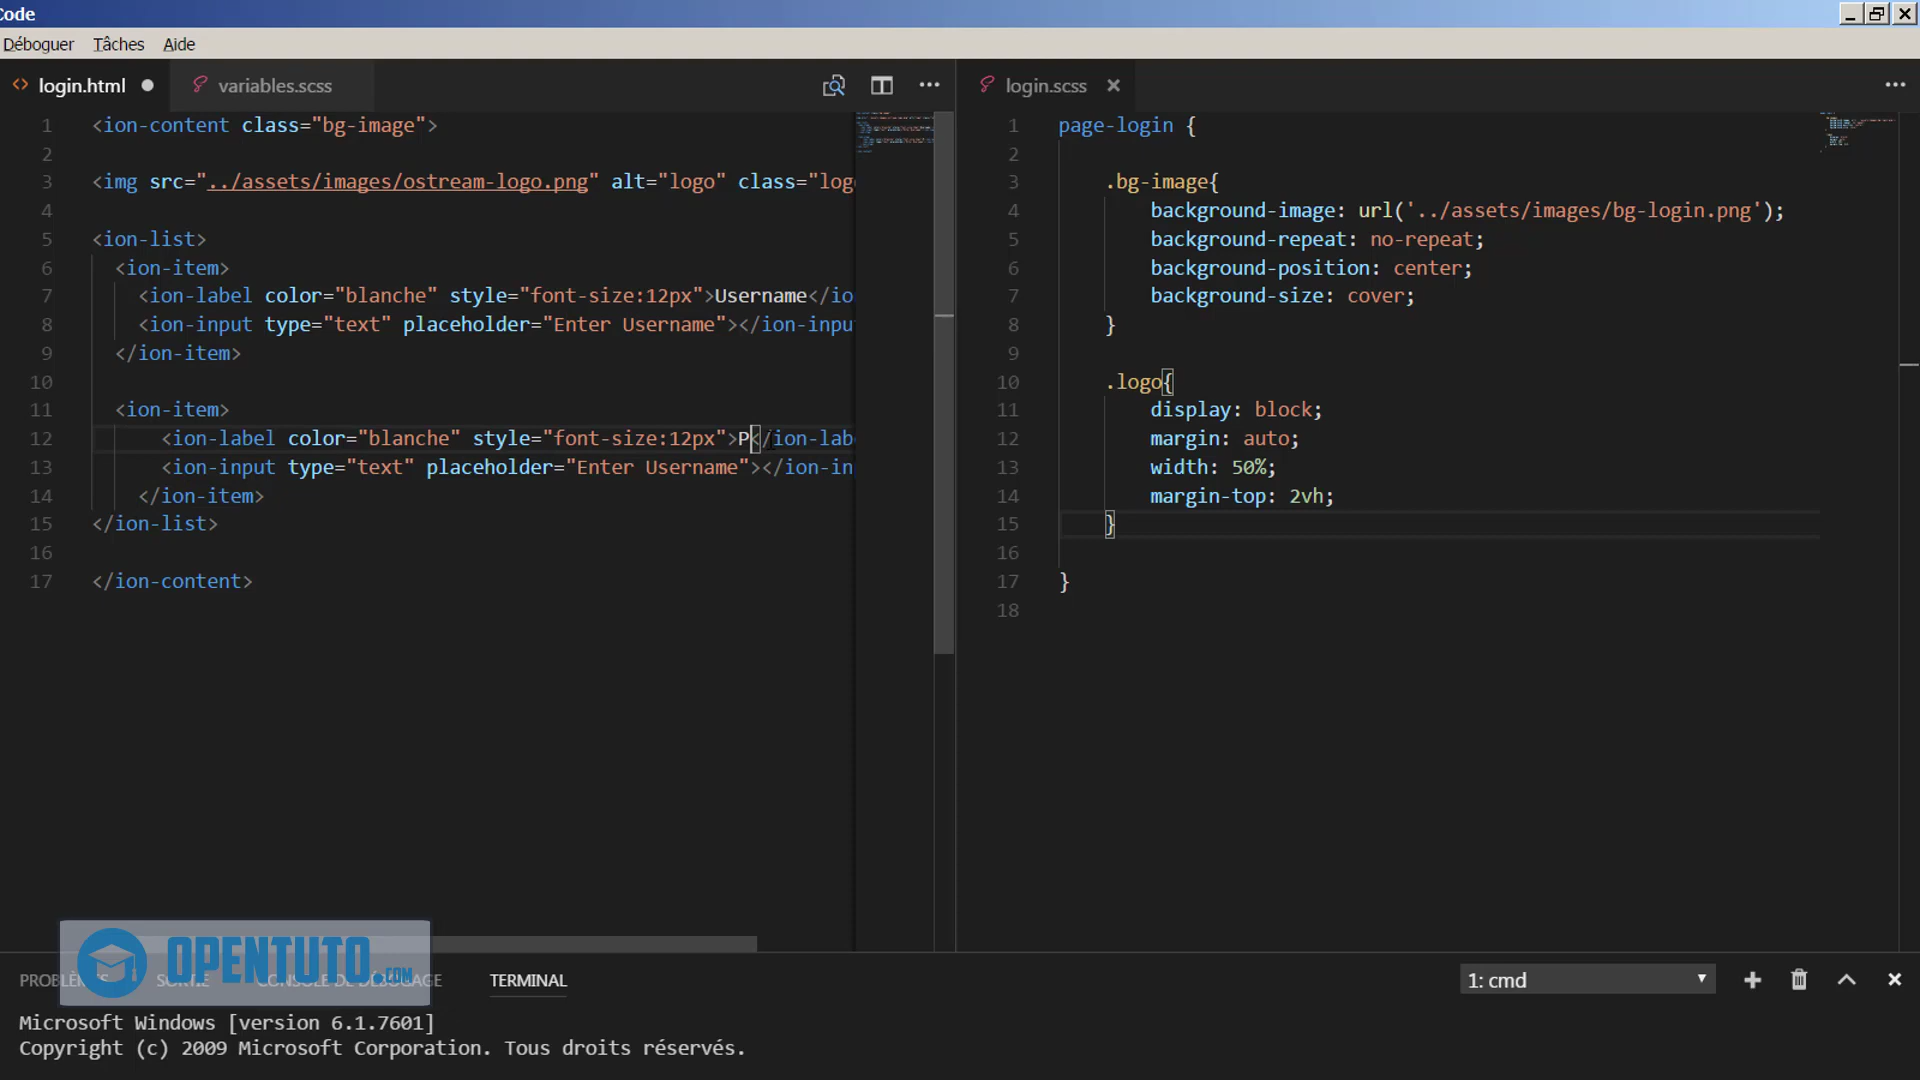 Code
Déboguer Tâches Aide
login.html variables.scss
1 <ion-content class="bg-image">
2
3 <img src="../assets/images/ostream-logo.png" alt="logo" class="log
4
5 <ion-list>
6 <ion-item>
7 <ion-label color="blanche" style="font-size:12px">Username</io
8 <ion-input type="text" placeholder="Enter Username"></ion-inpu
9 </ion-item>
10
11 <ion-item>
12 <ion-label color="blanche" style="font-size:12px">P</ion-labe
13 <ion-input type="text" placeholder="Enter Username"></ion-in
14 </ion-item>
15 </ion-list>
16
17 </ion-content>
login.scss
1 page-login {
2
3 .bg-image{
4 background-image: url('../assets/images/bg-login.png');
5 background-repeat: no-repeat;
6 background-position: center;
7 background-size: cover;
8 }
9
10 .logo{
11 display: block;
12 margin: auto;
13 width: 50%;
14 margin-top: 2vh;
15 }
16
17 }
18
PROBLÈMES SORTIE CONSOLE DE DÉBOGAGE TERMINAL
OPENTUTO.COM
1: cmd
Microsoft Windows [version 6.1.7601]
Copyright (c) 2009 Microsoft Corporation. Tous droits réservés.